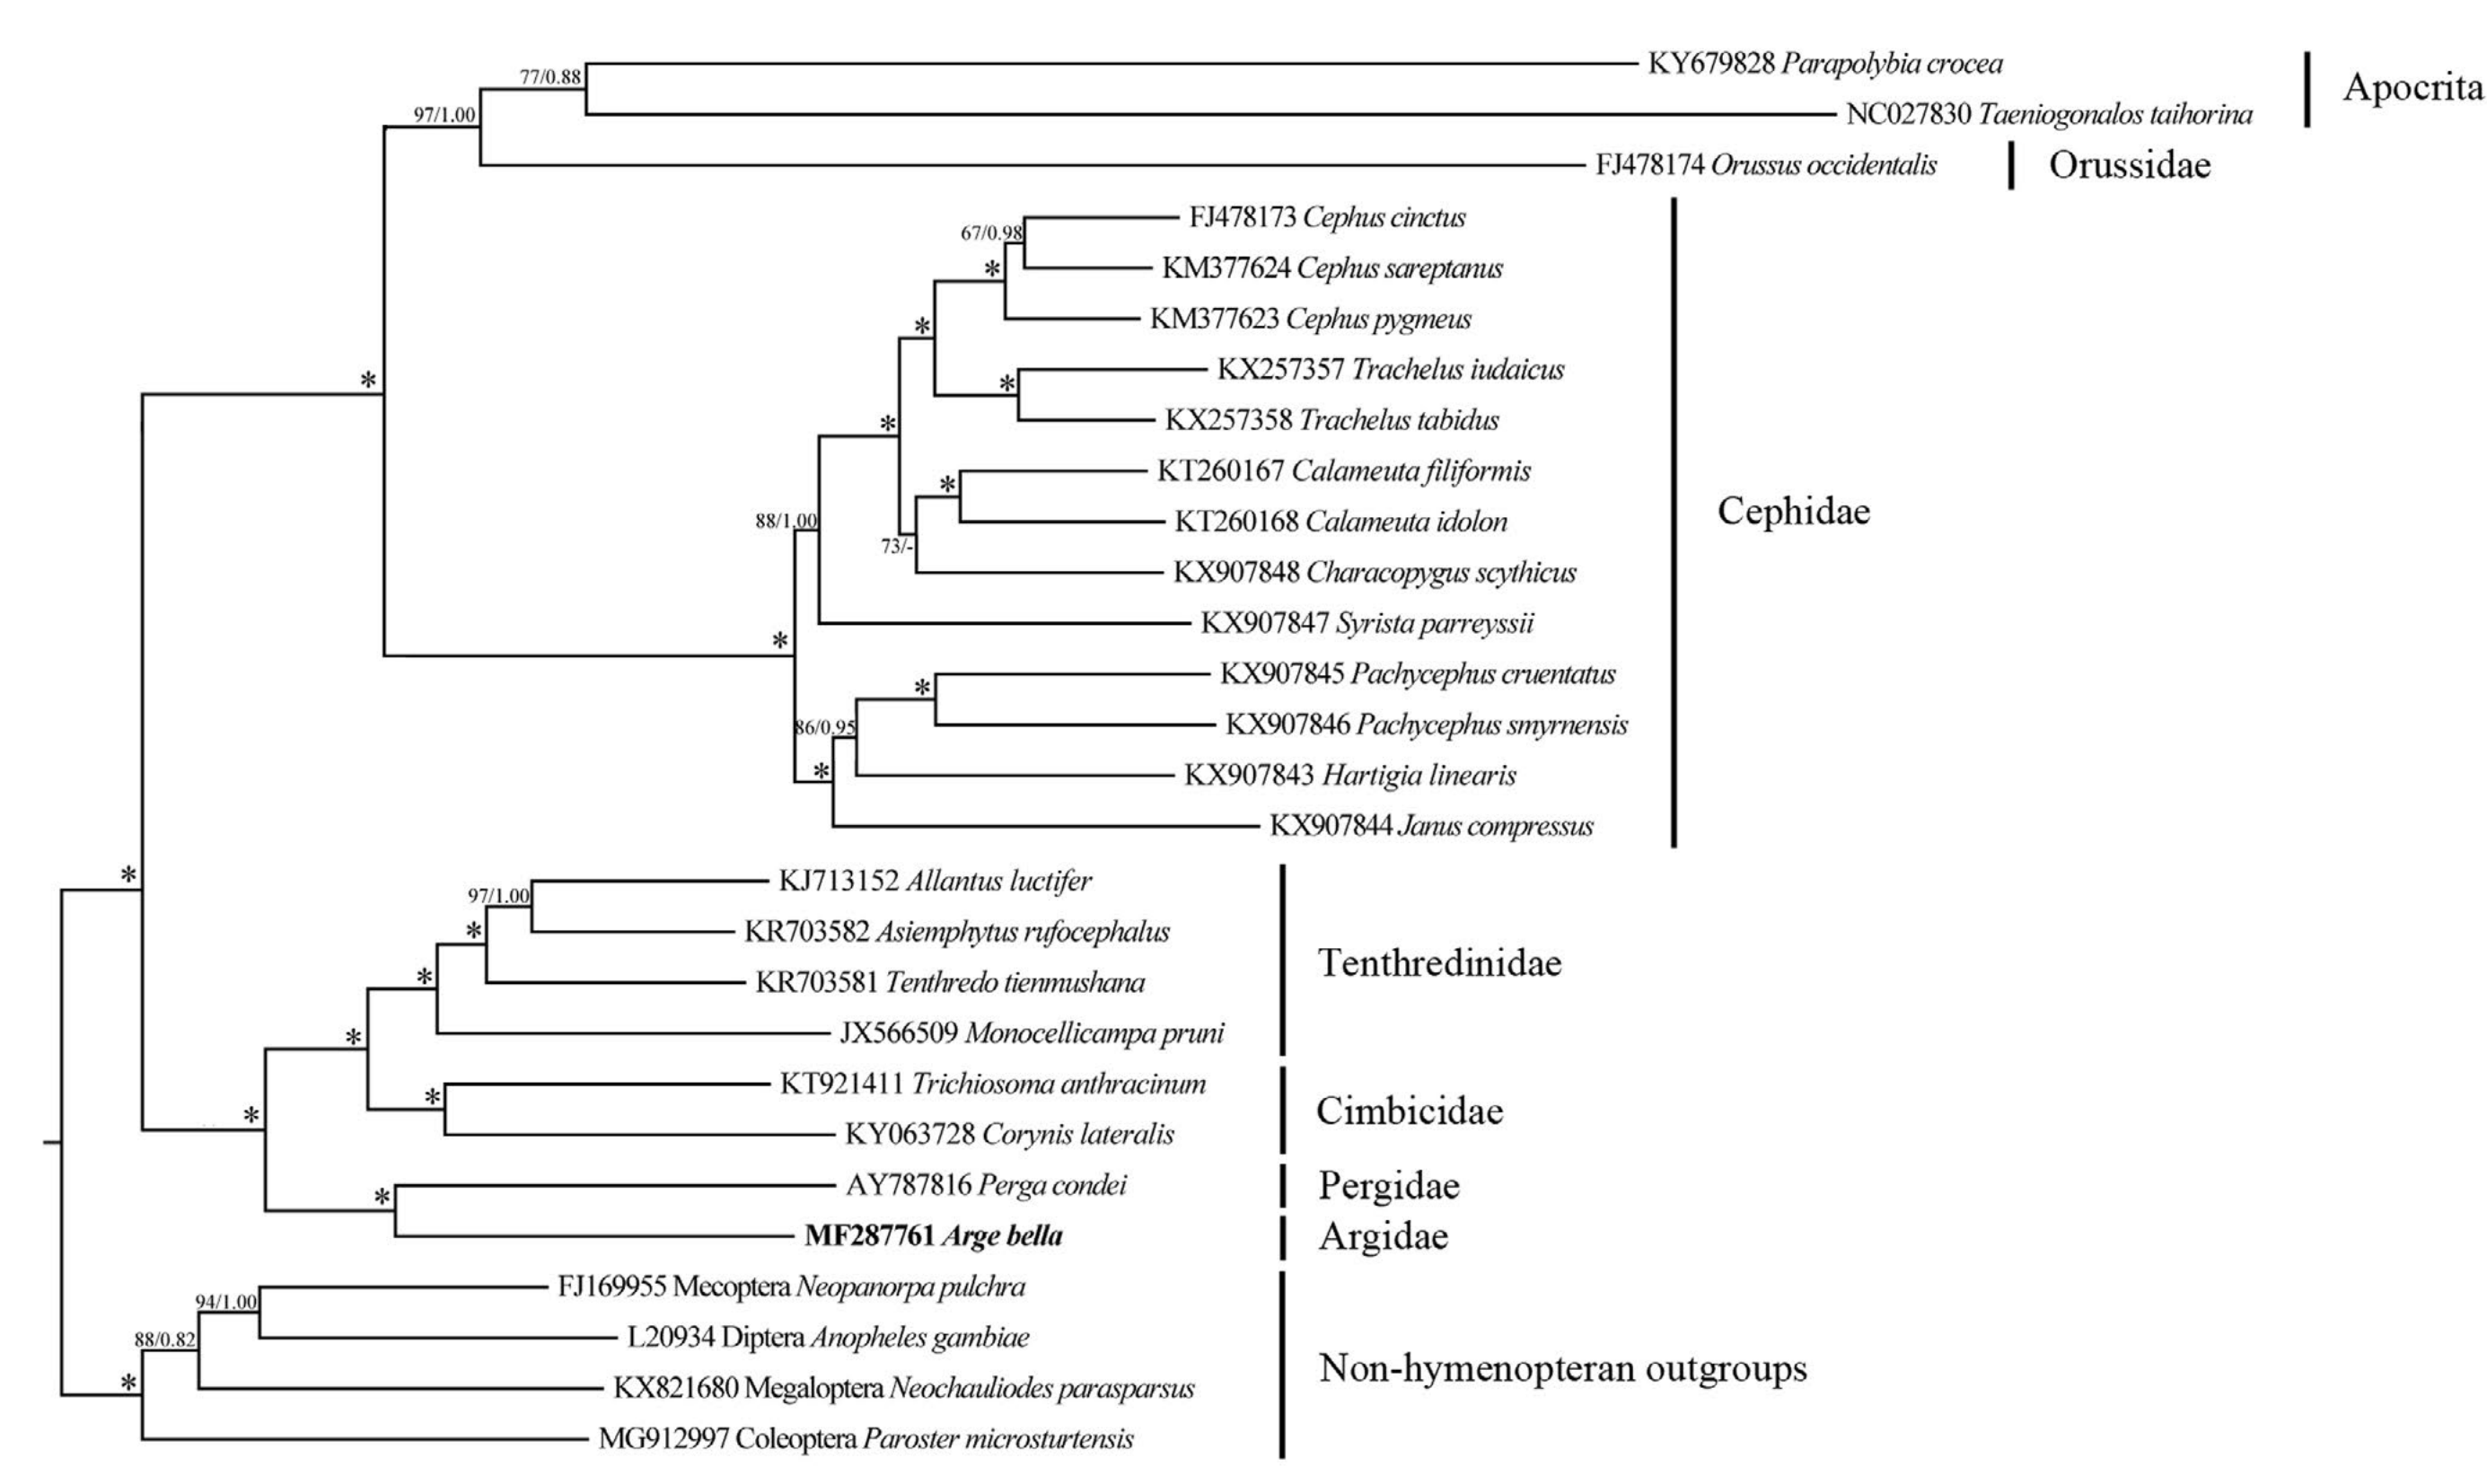 KY679828 Parapolybia crocea
77/0.88
Apocrita
97/1.00
NC027830 Taeniogonalos taihorina
FJ478174 Orussus occidentalis
Orussidae
FJ478173 Cephus cinctus
67/0.98
*
KM377624 Cephus sareptanus
KM377623 Cephus pygmeus
*
KX257357 Trachelus iudaicus
*
*
KX257358 Trachelus tabidus
*
KT260167 Calameuta filiformis
*
Cephidae
88/1.00
KT260168 Calameuta idolon
73/-
KX907848 Characopygus scythicus
KX907847 Syrista parreyssii
*
KX907845 Pachycephus cruentatus
*
86/0.95
KX907846 Pachycephus smyrnensis
*
KX907843 Hartigia linearis
KX907844 Janus compressus
*
KJ713152 Allantus luctifer
97/1.00
*
KR703582 Asiemphytus rufocephalus
Tenthredinidae
*
KR703581 Tenthredo tienmushana
*
JX566509 Monocellicampa pruni
KT921411 Trichiosoma anthracinum
*
*
Cimbicidae
KY063728 Corynis lateralis
AY787816 Perga condei
Pergidae
*
MF287761 Arge bella
Argidae
FJ169955 Mecoptera Neopanorpa pulchra
94/1.00
88/0.82
L20934 Diptera Anopheles gambiae
*
Non-hymenopteran outgroups
KX821680 Megaloptera Neochauliodes parasparsus
MG912997 Coleoptera Paroster microsturtensis